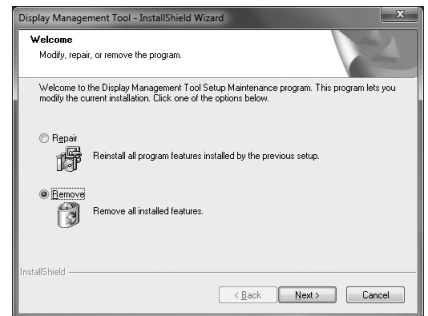 Display Management Tool - InstallShield Wizard
Welcome
Modify, repair, or remove the program.
Welcome to the Display Management Tool Setup Maintenance program. This program lets you
modify the current installation. Click one of the options below.
Repair
Reinstall all program features installed by the previous setup.
Remove
Remove all installed features.
InstallShield
< Back Next > Cancel